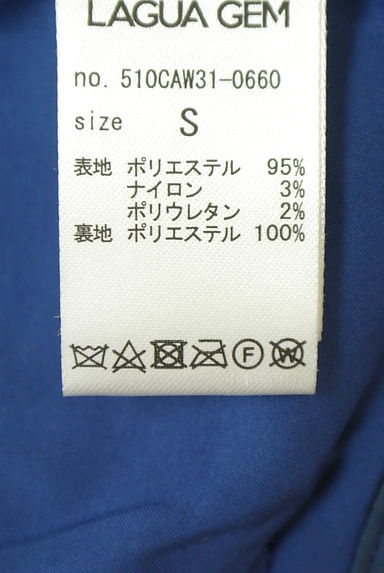 LAGUA GEM
no. 510CAW31-0660
size S
表地 ポリエステル 95%
ナイロン 3%
ポリウレタン 2%
裏地 ポリエステル 100%
F W